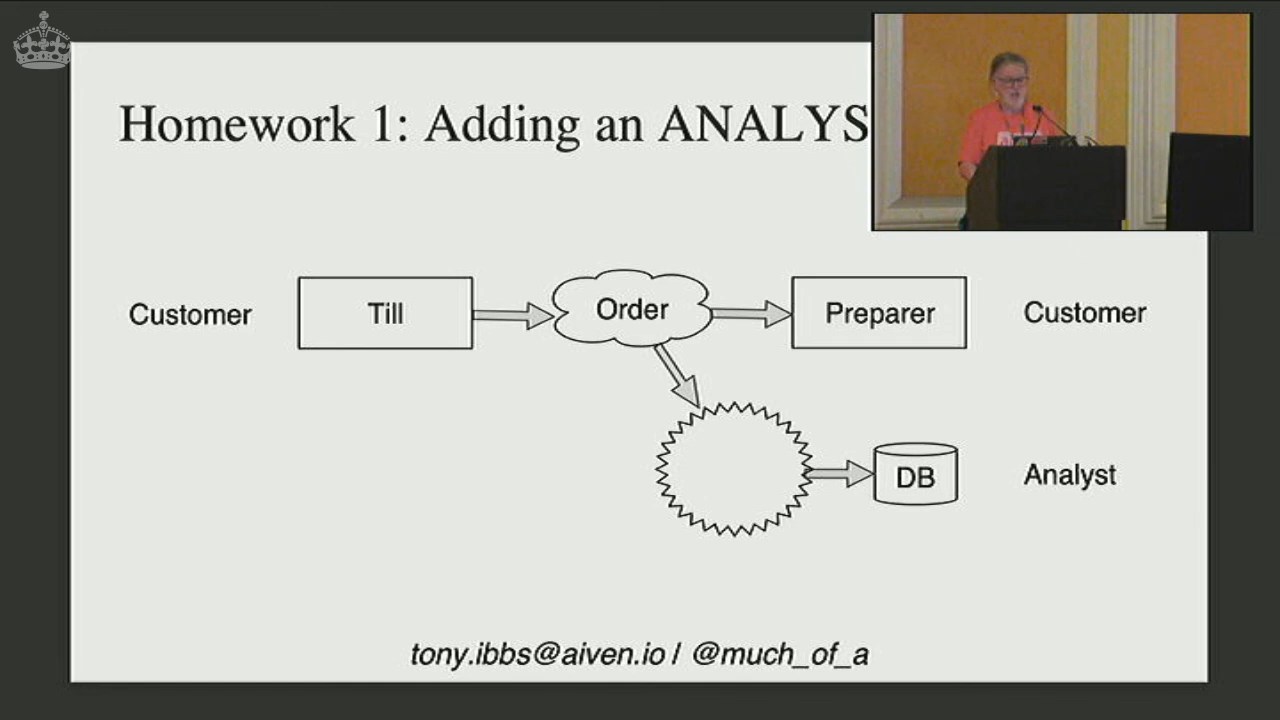 Homework 1: Adding an ANALYS
Customer
Till
Order
Preparer
Customer
DB
Analyst
tony.ibbs@aiven.io / @much_of_a